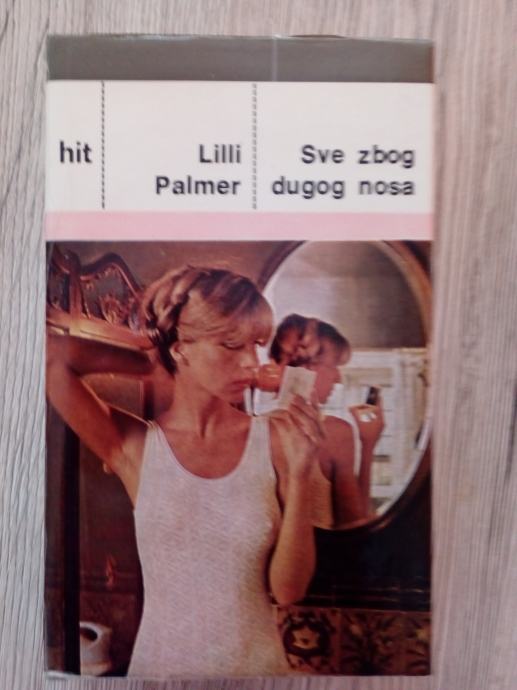 hit
Lilli
Palmer
Sve zbog
dugog nosa